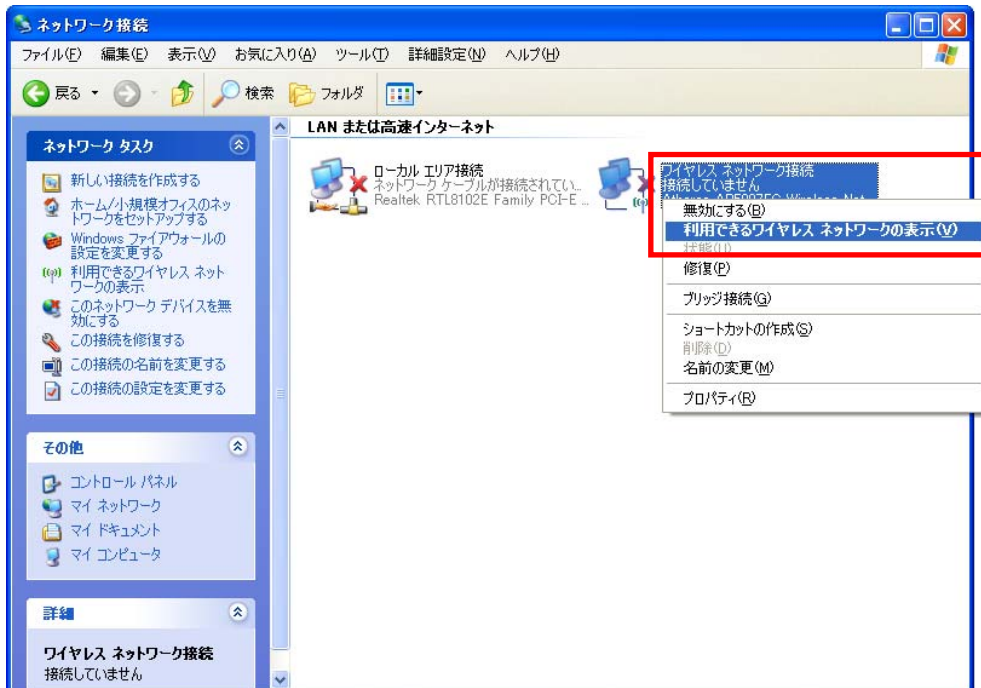 ネットワーク接続
ファイル(F) 編集(E) 表示(V) お気に入り(A) ツール(T) 詳細設定(N) ヘルプ(H)
戻る 検索 フォルダ
ネットワーク タスク
新しい接続を作成する
ホーム/小規模オフィスのネッ
トワークをセットアップする
Windows ファイアウォールの
設定を変更する
利用できるワイヤレス ネット
ワークの表示
このネットワーク デバイスを無
効にする
この接続を修復する
この接続の名前を変更する
この接続の設定を変更する
その他
コントロール パネル
マイ ネットワーク
マイ ドキュメント
マイ コンピュータ
詳細
ワイヤレス ネットワーク接続
接続していません
LAN または高速インターネット
ローカル エリア接続
ネットワーク ケーブルが接続されてい...
Realtek RTL8102E Family PCI-E ...
ワイヤレス ネットワーク接続
接続していません
Atheros Wireless Net
無効にする(B)
利用できるワイヤレス ネットワークの表示(V)
状態(U)
修復(P)
ブリッジ接続(G)
ショートカットの作成(S)
削除(D)
名前の変更(M)
プロパティ(R)